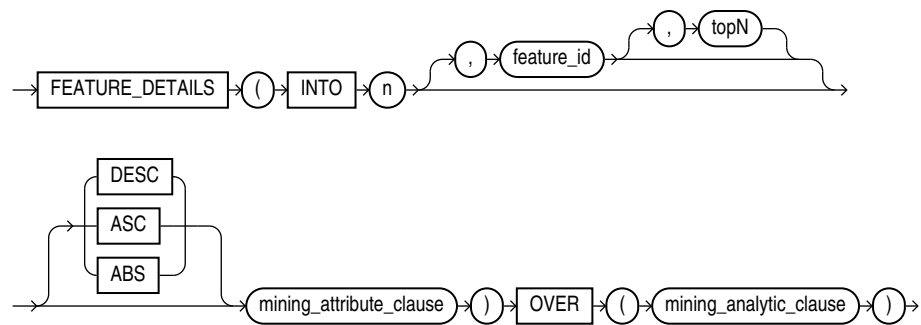 , topN
, feature_id
FEATURE_DETAILS ( INTO n
DESC
ASC
ABS
mining_attribute_clause ) OVER ( mining_analytic_clause )